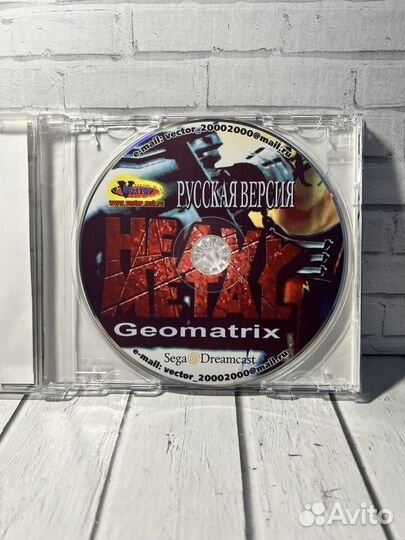 e-mail: vector_20002000@mail.ru
Vector
РУССКАЯ ВЕРСИЯ
HEAVY
METAL
Geomatrix
Sega Dreamcast
e-mail: vector_20002000@mail.ru
Avito